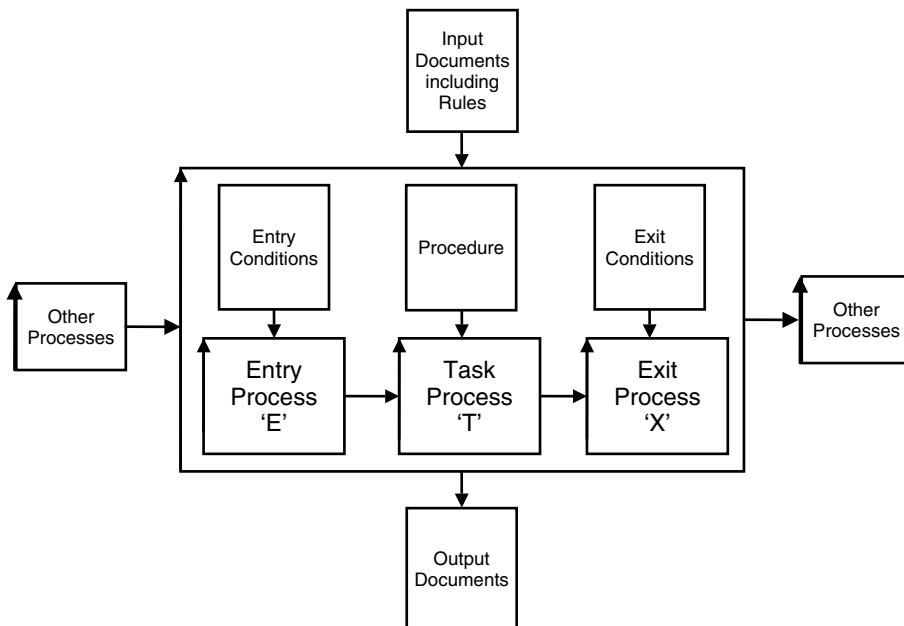 Input
Documents
including
Rules
Entry
Conditions
Procedure
Exit
Conditions
Other
Processes
Other
Processes
Entry
Process
‘E’
Task
Process
‘T’
Exit
Process
‘X’
Output
Documents